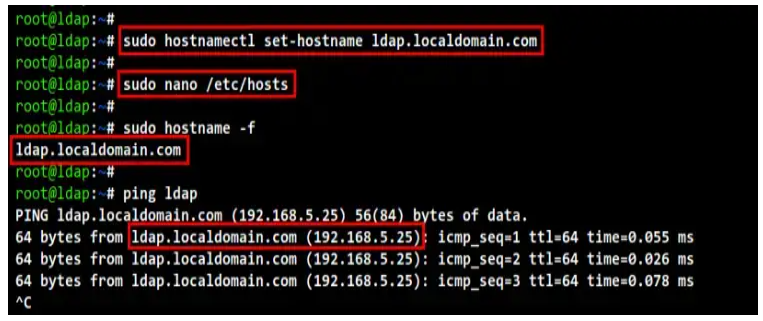 root@ldap:~#
root@ldap:~# sudo hostnamectl set-hostname ldap.localdomain.com
root@ldap:~#
root@ldap:~# sudo nano /etc/hosts
root@ldap:~#
root@ldap:~# sudo hostname -f
ldap.localdomain.com
root@ldap:~#
root@ldap:~# ping ldap
PING ldap.localdomain.com (192.168.5.25) 56(84) bytes of data.
64 bytes from ldap.localdomain.com (192.168.5.25): icmp_seq=1 ttl=64 time=0.055 ms
64 bytes from ldap.localdomain.com (192.168.5.25): icmp_seq=2 ttl=64 time=0.026 ms
64 bytes from ldap.localdomain.com (192.168.5.25): icmp_seq=3 ttl=64 time=0.078 ms
^C